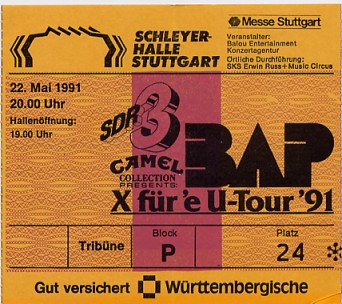 SCHLEYER-
HALLE
STUTTGART
Messe Stuttgart
Veranstalter:
Balou Entertainment
Konzertagentur
Örtliche Durchführung:
SKS Erwin Russ+Music Circus
22. Mai 1991
20.00 Uhr
Hallenöffnung:
19.00 Uhr
SDR 3
CAMEL
COLLECTION
PRESENTS:
BAP
X für'e U-Tour '91
Tribüne
Block
P
Platz
24 *
Gut versichert Württembergische